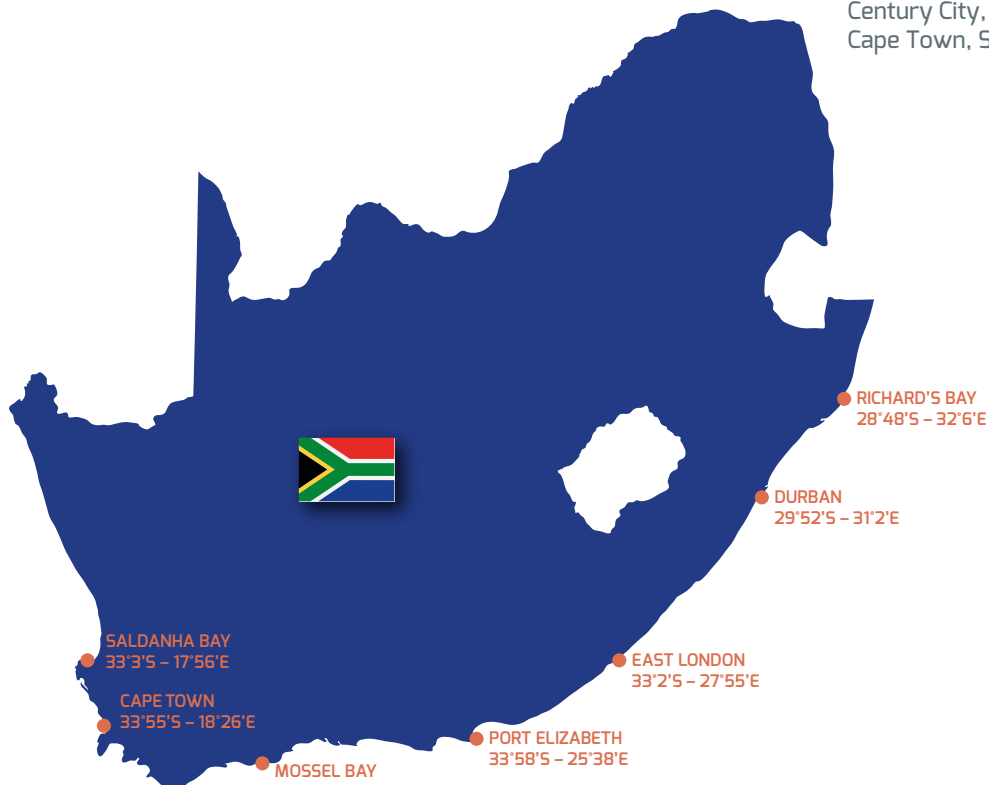 Century City,
Cape Town, S
RICHARD'S BAY
28°48'S – 32°6'E
DURBAN
29°52'S – 31°2'E
SALDANHA BAY
33°3'S – 17°56'E
EAST LONDON
33°2'S – 27°55'E
CAPE TOWN
33°55'S – 18°26'E
PORT ELIZABETH
33°58'S – 25°38'E
MOSSEL BAY